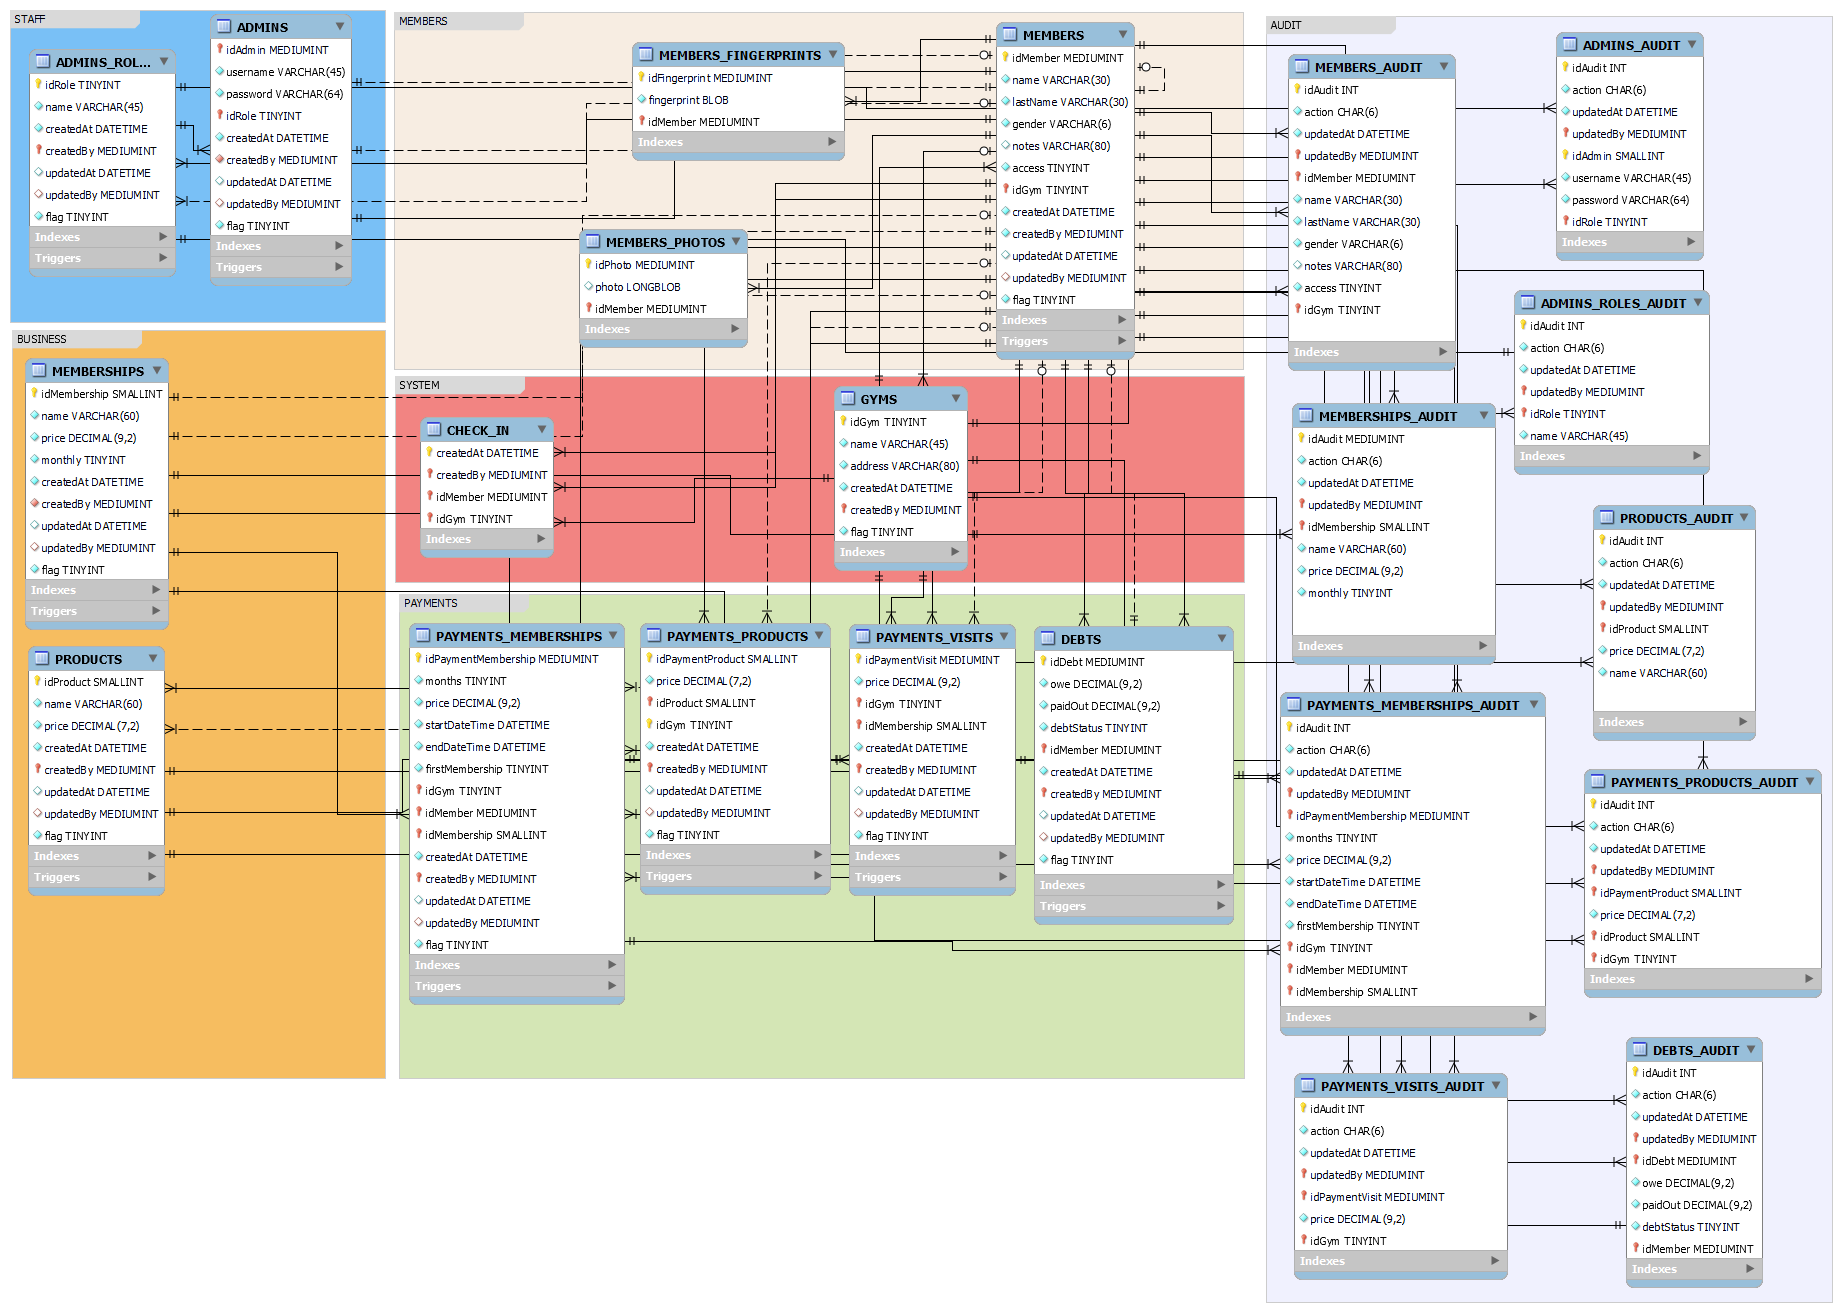 STAFF
ADMINS_ROL...
idRole TINYINT
name VARCHAR(45)
createdAt DATETIME
createdBy MEDIUMINT
updatedAt DATETIME
updatedBy MEDIUMINT
flag TINYINT
Indexes
Triggers
ADMINS
idAdmin MEDIUMINT
username VARCHAR(45)
password VARCHAR(64)
idRole TINYINT
createdAt DATETIME
createdBy MEDIUMINT
updatedAt DATETIME
updatedBy MEDIUMINT
flag TINYINT
Indexes
Triggers
MEMBERS
MEMBERS_FINGERPRINTS
idFingerprint MEDIUMINT
fingerprint BLOB
idMember MEDIUMINT
Indexes
MEMBERS_PHOTOS
idPhoto MEDIUMINT
photo LONGBLOB
idMember MEDIUMINT
Indexes
MEMBERS
idMember MEDIUMINT
name VARCHAR(30)
lastName VARCHAR(30)
gender VARCHAR(6)
notes VARCHAR(80)
access TINYINT
idGym TINYINT
createdAt DATETIME
createdBy MEDIUMINT
updatedAt DATETIME
updatedBy MEDIUMINT
flag TINYINT
Indexes
Triggers
BUSINESS
MEMBERSHIPS
idMembership SMALLINT
name VARCHAR(60)
price DECIMAL(9,2)
monthly TINYINT
createdAt DATETIME
createdBy MEDIUMINT
updatedAt DATETIME
updatedBy MEDIUMINT
flag TINYINT
Indexes
Triggers
PRODUCTS
idProduct SMALLINT
name VARCHAR(60)
price DECIMAL(7,2)
createdAt DATETIME
createdBy MEDIUMINT
updatedAt DATETIME
updatedBy MEDIUMINT
flag TINYINT
Indexes
Triggers
SYSTEM
CHECK_IN
createdAt DATETIME
createdBy MEDIUMINT
idMember MEDIUMINT
idGym TINYINT
Indexes
GYMS
idGym TINYINT
name VARCHAR(45)
address VARCHAR(80)
createdAt DATETIME
createdBy MEDIUMINT
flag TINYINT
Indexes
PAYMENTS
PAYMENTS_MEMBERSHIPS
idPaymentMembership MEDIUMINT
months TINYINT
price DECIMAL(9,2)
startDateTime DATETIME
endDateTime DATETIME
firstMembership TINYINT
idGym TINYINT
idMember MEDIUMINT
idMembership SMALLINT
createdAt DATETIME
createdBy MEDIUMINT
updatedAt DATETIME
updatedBy MEDIUMINT
flag TINYINT
Indexes
Triggers
PAYMENTS_PRODUCTS
idPaymentProduct SMALLINT
price DECIMAL(7,2)
idProduct SMALLINT
idGym TINYINT
createdAt DATETIME
createdBy MEDIUMINT
updatedAt DATETIME
updatedBy MEDIUMINT
flag TINYINT
Indexes
Triggers
PAYMENTS_VISITS
idPaymentVisit MEDIUMINT
price DECIMAL(9,2)
idGym TINYINT
idMembership SMALLINT
createdAt DATETIME
createdBy MEDIUMINT
updatedAt DATETIME
updatedBy MEDIUMINT
flag TINYINT
Indexes
Triggers
DEBTS
idDebt MEDIUMINT
owe DECIMAL(9,2)
paidOut DECIMAL(9,2)
debtStatus TINYINT
idMember MEDIUMINT
createdAt DATETIME
createdBy MEDIUMINT
updatedAt DATETIME
updatedBy MEDIUMINT
flag TINYINT
Indexes
Triggers
AUDIT
MEMBERS_AUDIT
idAudit INT
action CHAR(6)
updatedAt DATETIME
updatedBy MEDIUMINT
idMember MEDIUMINT
name VARCHAR(30)
lastName VARCHAR(30)
gender VARCHAR(6)
notes VARCHAR(80)
access TINYINT
idGym TINYINT
Indexes
ADMINS_AUDIT
idAudit INT
action CHAR(6)
updatedAt DATETIME
updatedBy MEDIUMINT
idAdmin SMALLINT
username VARCHAR(45)
password VARCHAR(64)
idRole TINYINT
Indexes
ADMINS_ROLES_AUDIT
idAudit INT
action CHAR(6)
updatedAt DATETIME
updatedBy MEDIUMINT
idRole TINYINT
name VARCHAR(45)
Indexes
MEMBERSHIPS_AUDIT
idAudit MEDIUMINT
action CHAR(6)
updatedAt DATETIME
updatedBy MEDIUMINT
idMembership SMALLINT
name VARCHAR(60)
price DECIMAL(9,2)
monthly TINYINT
Indexes
PRODUCTS_AUDIT
idAudit INT
action CHAR(6)
updatedAt DATETIME
updatedBy MEDIUMINT
idProduct SMALLINT
price DECIMAL(7,2)
name VARCHAR(60)
Indexes
PAYMENTS_MEMBERSHIPS_AUDIT
idAudit INT
action CHAR(6)
updatedAt DATETIME
updatedBy MEDIUMINT
idPaymentMembership MEDIUMINT
months TINYINT
price DECIMAL(9,2)
startDateTime DATETIME
endDateTime DATETIME
firstMembership TINYINT
idGym TINYINT
idMember MEDIUMINT
idMembership SMALLINT
Indexes
PAYMENTS_PRODUCTS_AUDIT
idAudit INT
action CHAR(6)
updatedAt DATETIME
updatedBy MEDIUMINT
idPaymentProduct SMALLINT
price DECIMAL(7,2)
idProduct SMALLINT
idGym TINYINT
Indexes
PAYMENTS_VISITS_AUDIT
idAudit INT
action CHAR(6)
updatedAt DATETIME
updatedBy MEDIUMINT
idPaymentVisit MEDIUMINT
price DECIMAL(9,2)
idGym TINYINT
Indexes
DEBTS_AUDIT
idAudit INT
action CHAR(6)
updatedAt DATETIME
updatedBy MEDIUMINT
idDebt MEDIUMINT
owe DECIMAL(9,2)
paidOut DECIMAL(9,2)
debtStatus TINYINT
idMember MEDIUMINT
Indexes